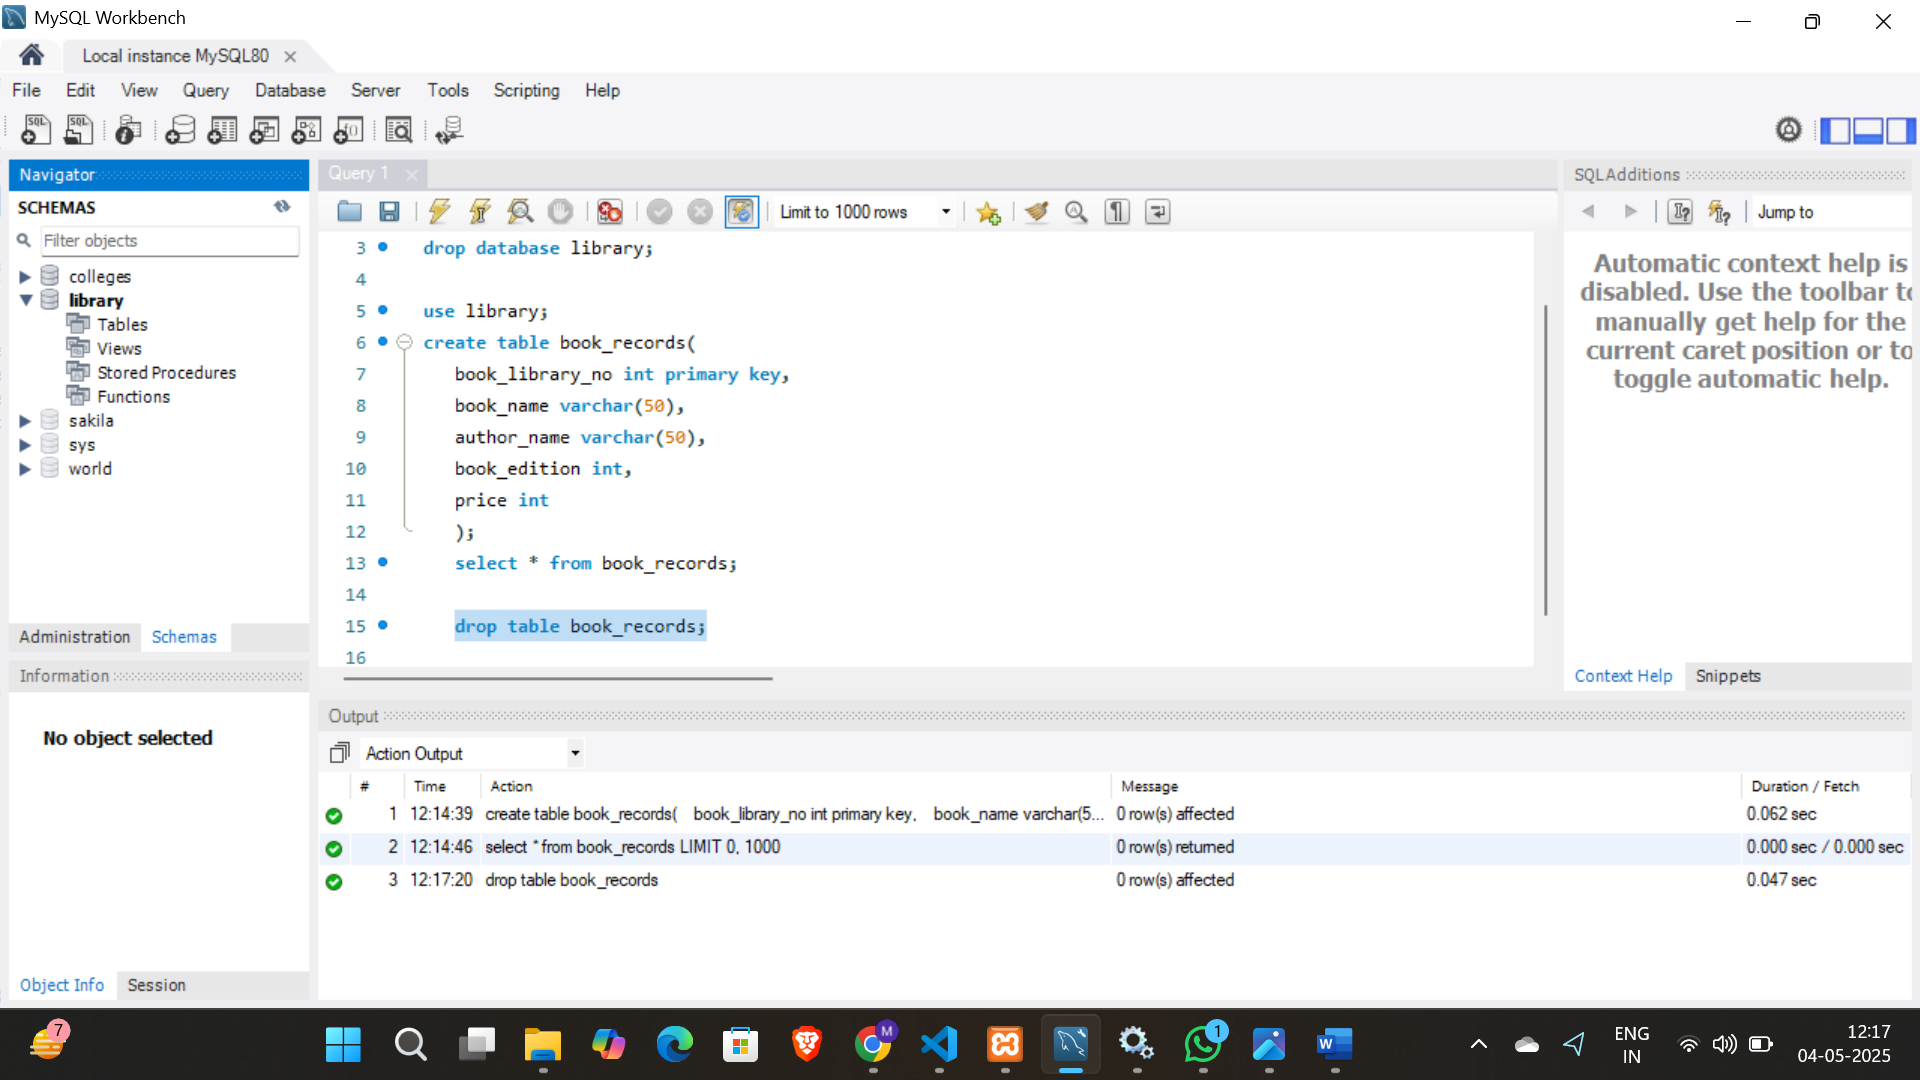 MySQL Workbench
Local instance MySQL80
File Edit View Query Database Server Tools Scripting Help
Navigator
SCHEMAS
Filter objects
colleges
library
Tables
Views
Stored Procedures
Functions
sakila
sys
world
Administration Schemas
Information
No object selected
Object Info Session
Query 1
Limit to 1000 rows
3 drop database library;
4
5 use library;
6 create table book_records(
7 book_library_no int primary key,
8 book_name varchar(50),
9 author_name varchar(50),
10 book_edition int,
11 price int
12 );
13 select * from book_records;
14
15 drop table book_records;
16
SQLAdditions
Jump to
Automatic context help is
disabled. Use the toolbar to
manually get help for the
current caret position or to
toggle automatic help.
Context Help Snippets
Output
Action Output
# Time Action Message Duration / Fetch
1 12:14:39 create table book_records( book_library_no int primary key, book_name varchar(5... 0 row(s) affected 0.062 sec
2 12:14:46 select * from book_records LIMIT 0, 1000 0 row(s) returned 0.000 sec / 0.000 sec
3 12:17:20 drop table book_records 0 row(s) affected 0.047 sec
7
M
1
ENG
IN
12:17
04-05-2025